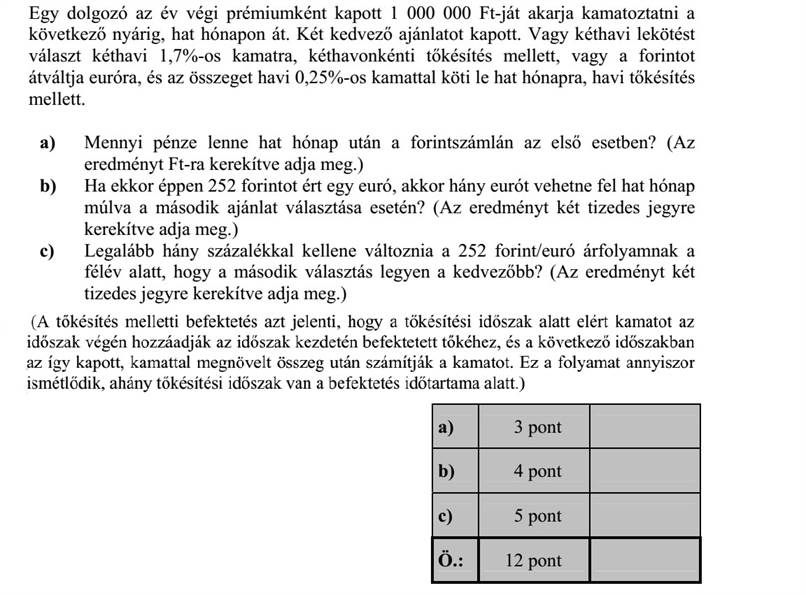 Egy dolgozó az év végi prémiumként kapott 1 000 000 Ft-ját akarja kamatoztatni a
következő nyárig, hat hónapon át. Két kedvező ajánlatot kapott. Vagy kéthavi lekötést
választ kéthavi 1,7%-os kamatra, kéthavonkénti tőkésítés mellett, vagy a forintot
átváltja euróra, és az összeget havi 0,25%-os kamattal köti le hat hónapra, havi tőkésítés
mellett.
a) Mennyi pénze lenne hat hónap után a forintszámlán az első esetben? (Az
eredményt Ft-ra kerekítve adja meg.)
b) Ha ekkor éppen 252 forintot ért egy euró, akkor hány eurót vehetne fel hat hónap
múlva a második ajánlat választása esetén? (Az eredményt két tizedes jegyre
kerekítve adja meg.)
c) Legalább hány százalékkal kellene változnia a 252 forint/euró árfolyamnak a
félév alatt, hogy a második választás legyen a kedvezőbb? (Az eredményt két
tizedes jegyre kerekítve adja meg.)
(A tőkésítés melletti befektetés azt jelenti, hogy a tőkésítési időszak alatt elért kamatot az
időszak végén hozzáadják az időszak kezdetén befektetett tőkéhez, és a következő időszakban
az így kapott, kamattal megnövelt összeg után számítják a kamatot. Ez a folyamat annyiszor
ismétlődik, ahány tőkésítési időszak van a befektetés időtartama alatt.)
a) 3 pont
b) 4 pont
c) 5 pont
Ö.: 12 pont